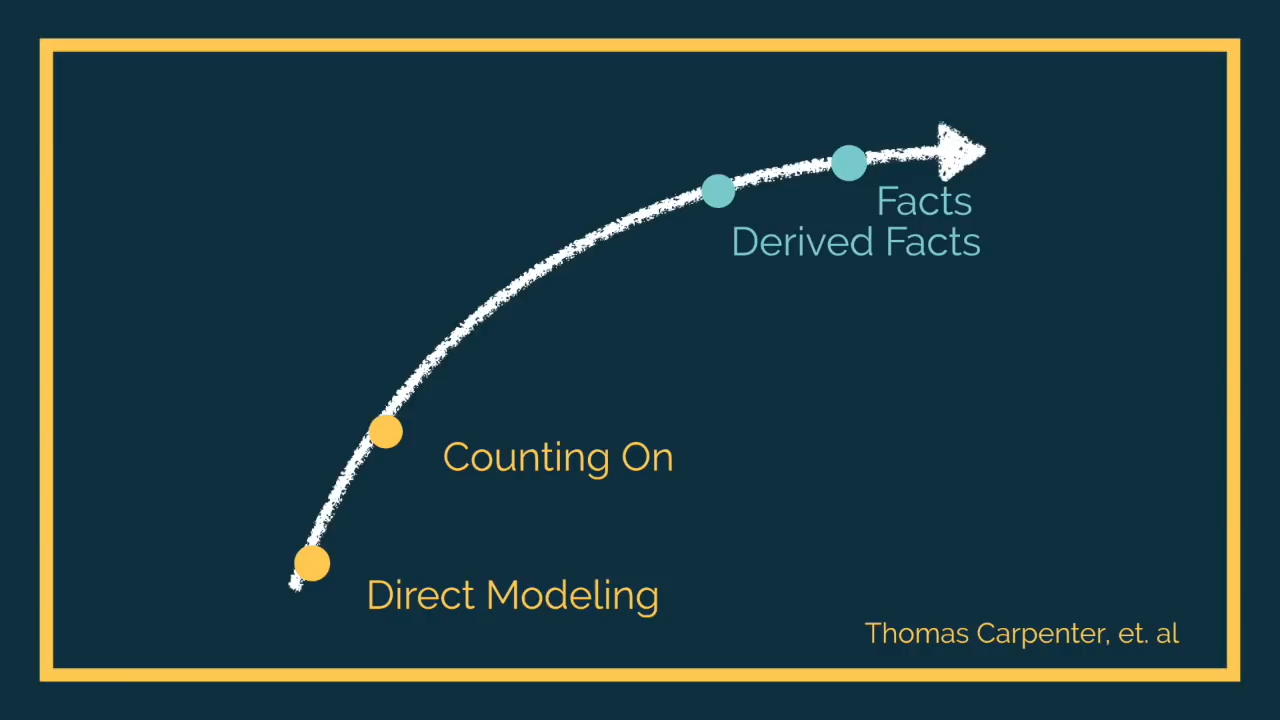 Facts
Derived Facts
Counting On
Direct Modeling
Thomas Carpenter, et. al